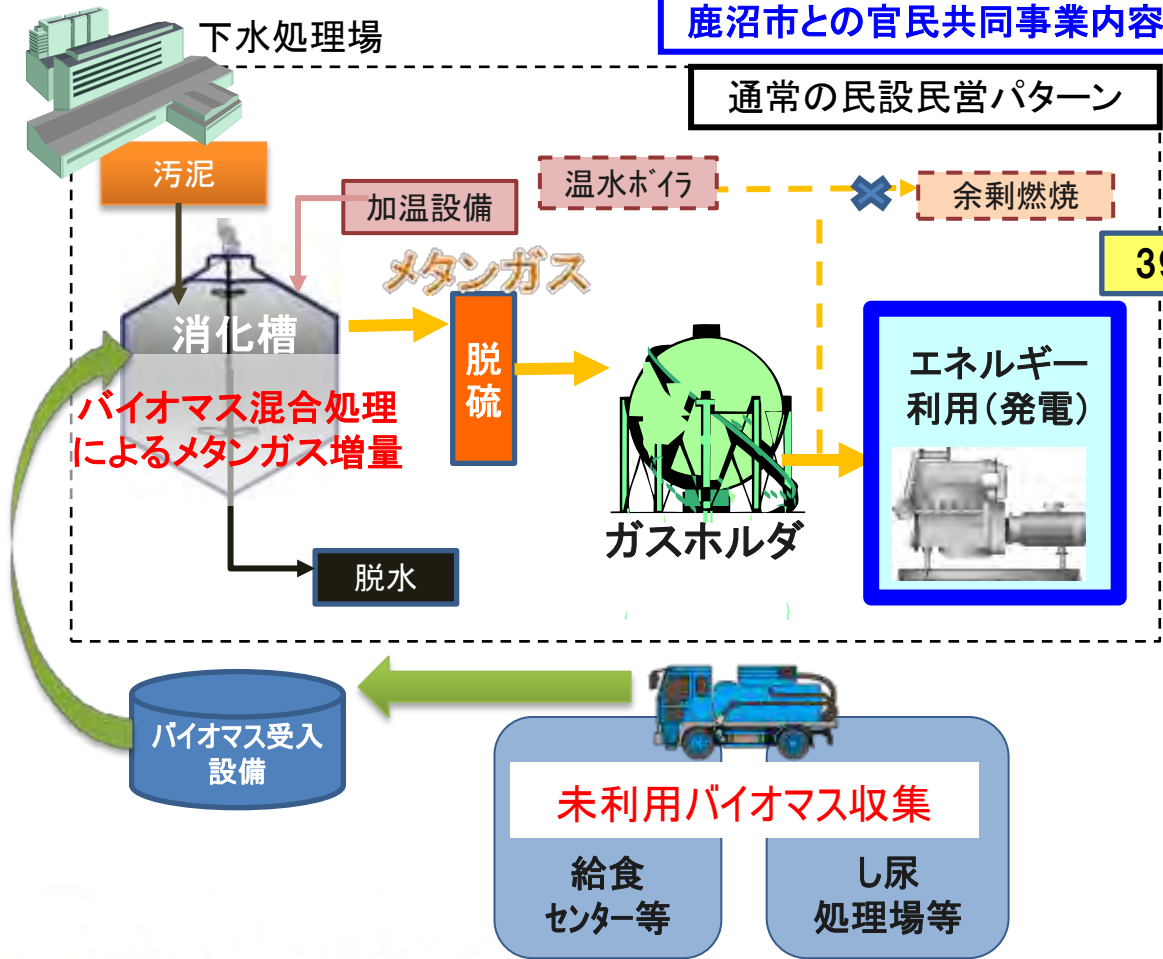 鹿沼市との官民共同事業内容
下水処理場
通常の民設民営パターン
汚泥
加温設備
温水ボイラ
余剰燃焼
39
メタンガス
消化槽
脱硫
エネルギー
利用(発電)
バイオマス混合処理
によるメタンガス増量
ガスホルダ
脱水
バイオマス受入
設備
未利用バイオマス収集
給食
センター等
し尿
処理場等